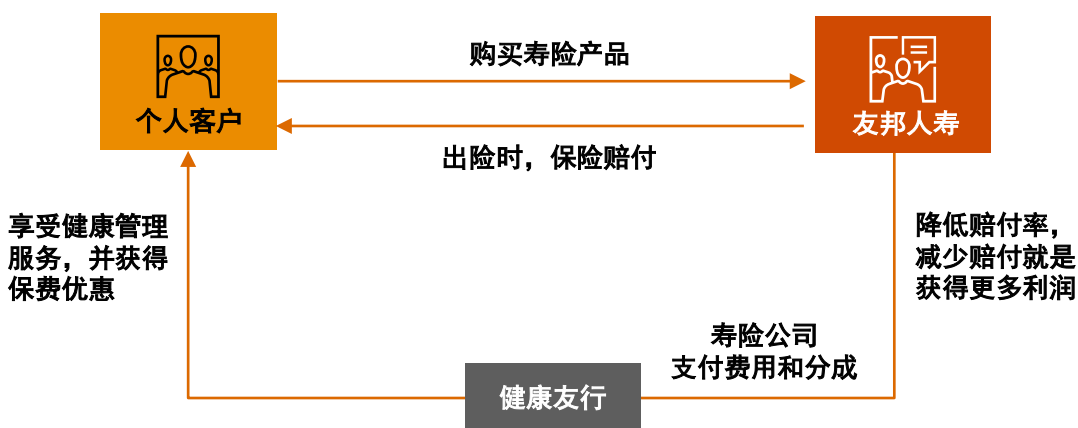 购买寿险产品
个人客户
友邦人寿
出险时，保险赔付
享受健康管理
服务，并获得
保费优惠
降低赔付率，
减少赔付就是
获得更多利润
寿险公司
支付费用和分成
健康友行